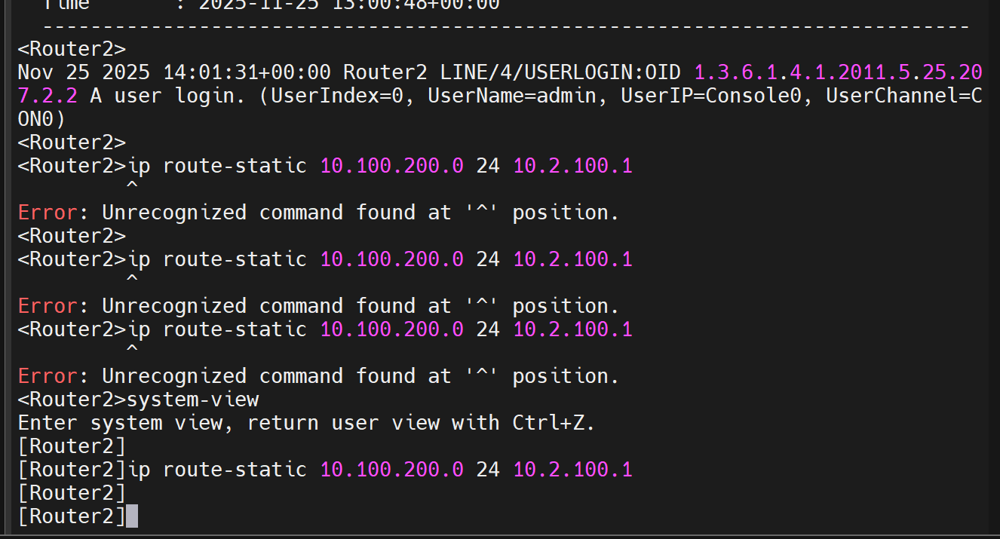 Time       : 2025-11-25 13:00:48+00:00
------------------------------------------------------------------------------
<Router2>
Nov 25 2025 14:01:31+00:00 Router2 LINE/4/USERLOGIN:OID 1.3.6.1.4.1.2011.5.25.20
7.2.2 A user login. (UserIndex=0, UserName=admin, UserIP=Console0, UserChannel=C
ON0)
<Router2>
<Router2>ip route-static 10.100.200.0 24 10.2.100.1
         ^
Error: Unrecognized command found at '^' position.
<Router2>
<Router2>ip route-static 10.100.200.0 24 10.2.100.1
         ^
Error: Unrecognized command found at '^' position.
<Router2>ip route-static 10.100.200.0 24 10.2.100.1
         ^
Error: Unrecognized command found at '^' position.
<Router2>system-view
Enter system view, return user view with Ctrl+Z.
[Router2]
[Router2]ip route-static 10.100.200.0 24 10.2.100.1
[Router2]
[Router2]